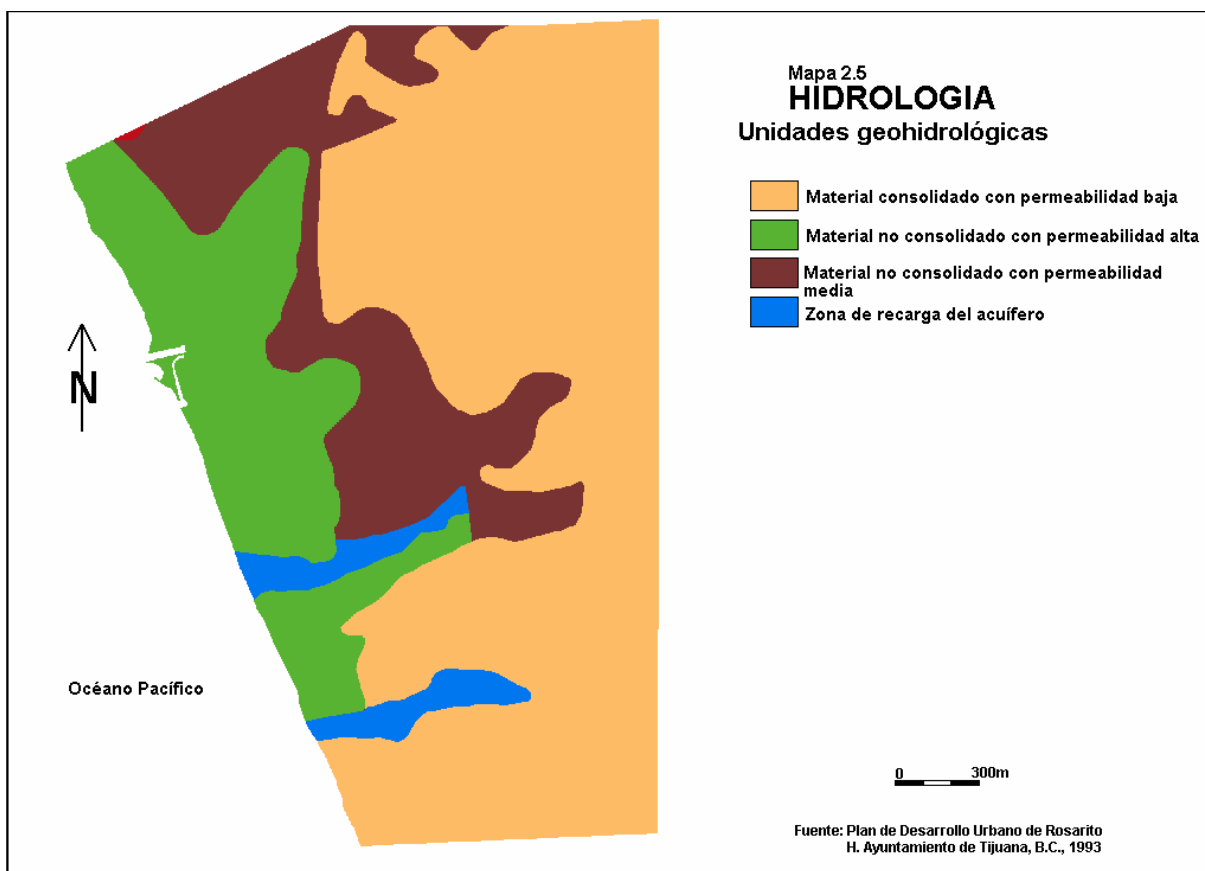 Mapa 2.5
HIDROLOGIA
Unidades geohidrológicas
Material consolidado con permeabilidad baja
Material no consolidado con permeabilidad alta
Material no consolidado con permeabilidad
media
Zona de recarga del acuífero
N
Océano Pacífico
0 300m
Fuente: Plan de Desarrollo Urbano de Rosarito
H. Ayuntamiento de Tijuana, B.C., 1993